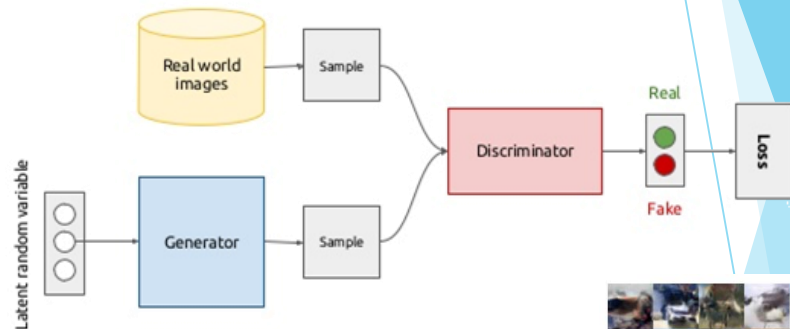 Real world
images
Sample
Real
Discriminator
Loss
Fake
Latent random variable
Generator
Sample